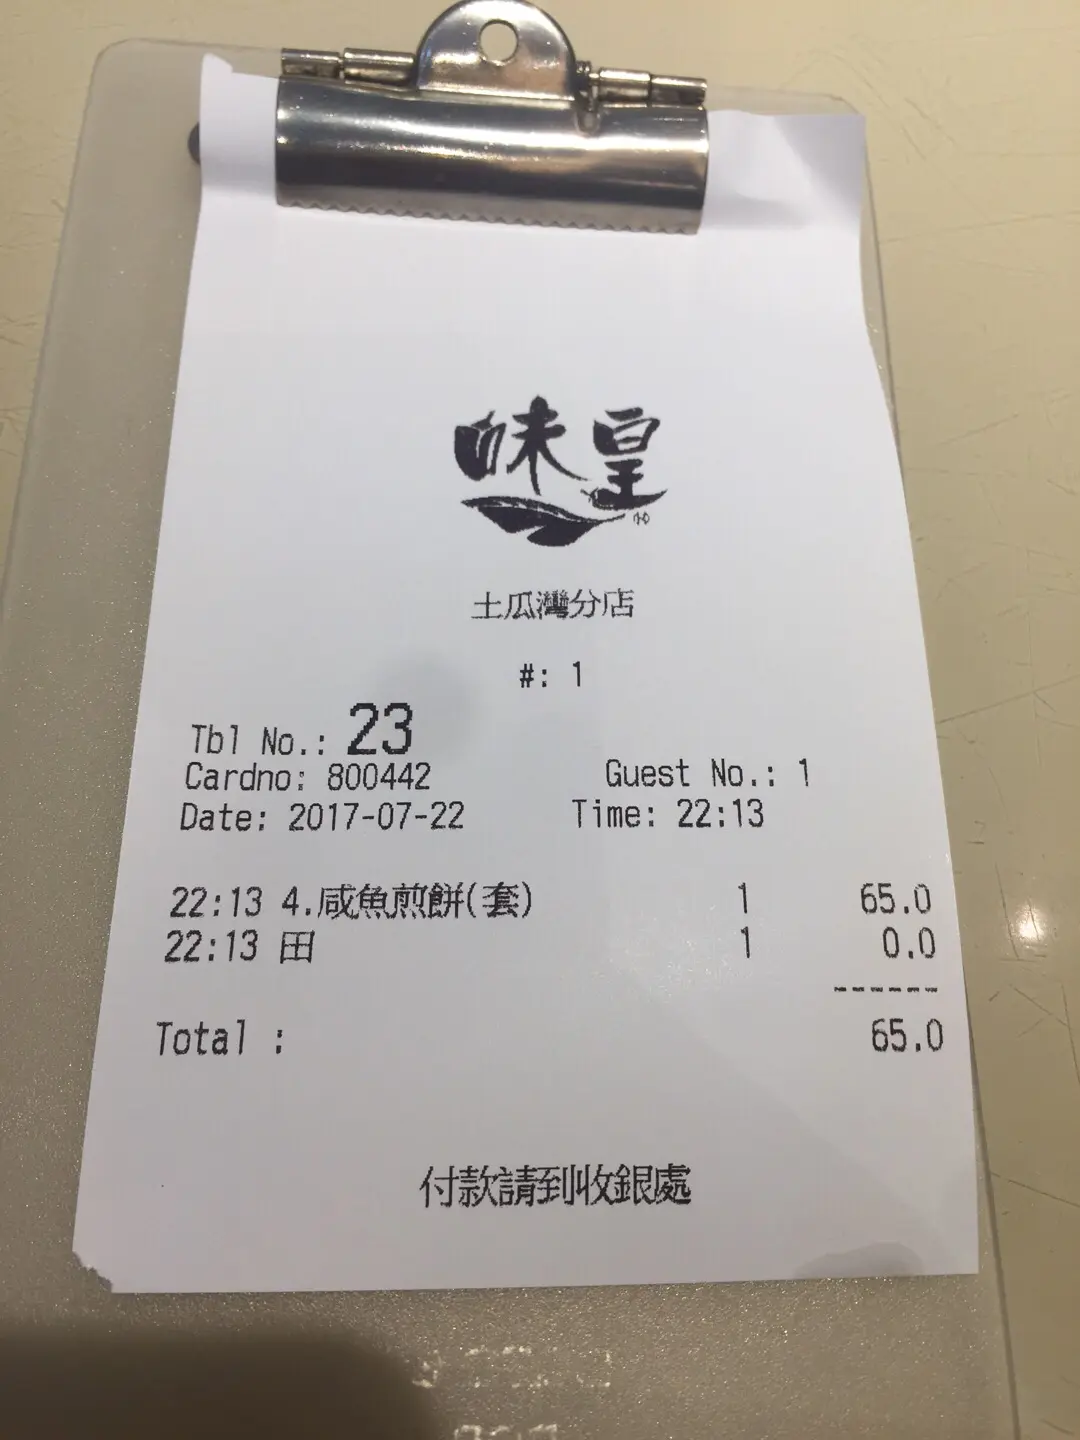 味皇
土瓜灣分店
#: 1
Tbl No.: 23
Cardno: 800442 Guest No.: 1
Date: 2017-07-22 Time: 22:13
22:13 4.咸魚煎餅(套) 1 65.0
22:13 田 1 0.0
------
Total : 65.0
付款請到收銀處